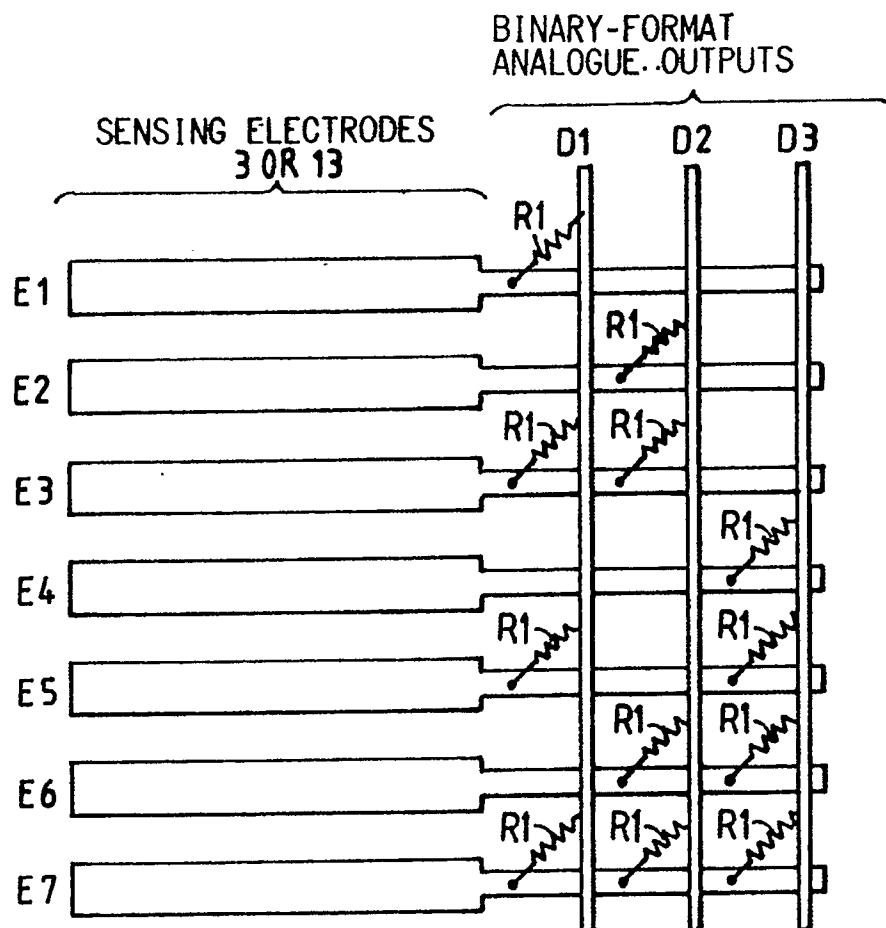 BINARY-FORMAT
ANALOGUE..OUTPUTS
SENSING ELECTRODES
3 OR 13
D1 D2 D3
R1
E1
R1
E2
R1 R1
E3
R1
E4
R1 R1
E5
R1 R1
E6
R1 R1 R1
E7